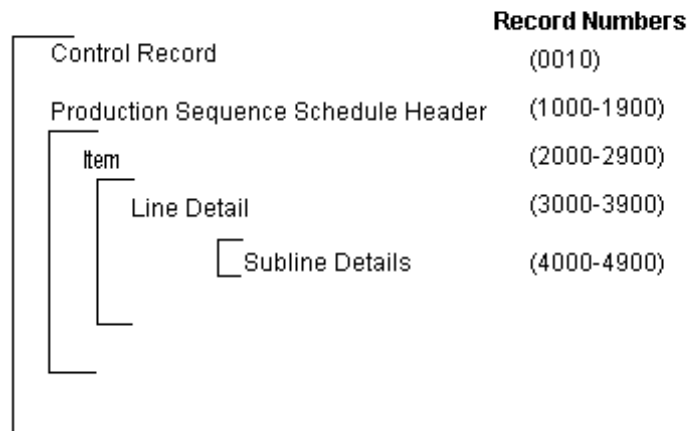 Record Numbers
Control Record (0010)
Production Sequence Schedule Header (1000-1900)
Item (2000-2900)
Line Detail (3000-3900)
Subline Details (4000-4900)